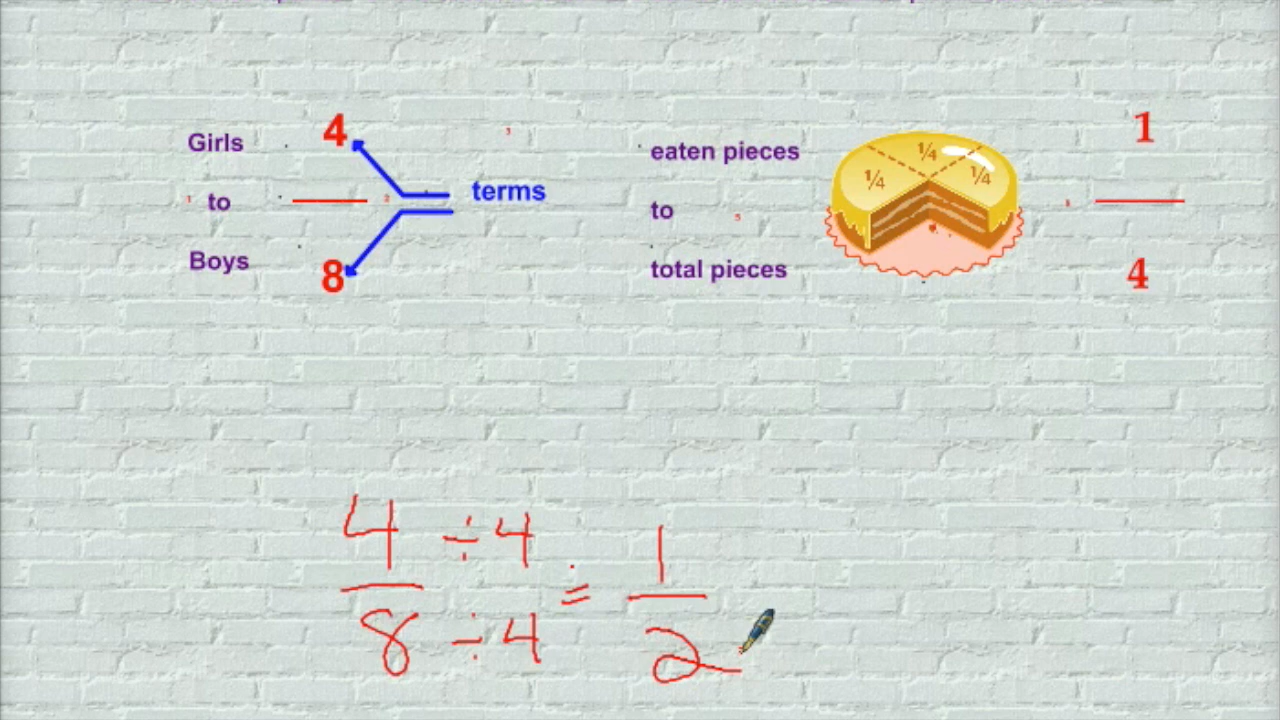 Girls
to
Boys
4
8
terms
eaten pieces
to
total pieces
1/4
1/4
1/4
1
4
4 ÷4 = 1
8 ÷4 2